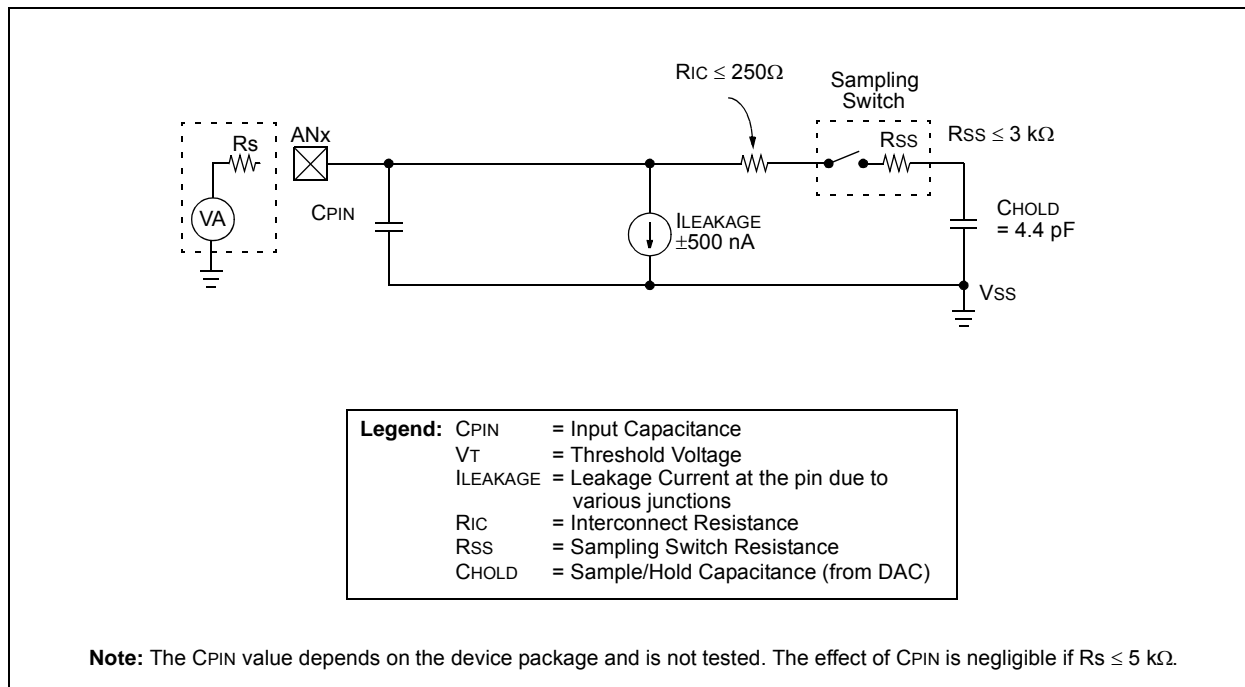 RIC ≤ 250Ω
Sampling
Switch
Rs
ANx
RSS
RSS ≤ 3 kΩ
VA
CPIN
ILEAKAGE
±500 nA
CHOLD
= 4.4 pF
VSS
Legend: CPIN = Input Capacitance
VT = Threshold Voltage
ILEAKAGE = Leakage Current at the pin due to
various junctions
RIC = Interconnect Resistance
RSS = Sampling Switch Resistance
CHOLD = Sample/Hold Capacitance (from DAC)
Note: The CPIN value depends on the device package and is not tested. The effect of CPIN is negligible if Rs ≤ 5 kΩ.